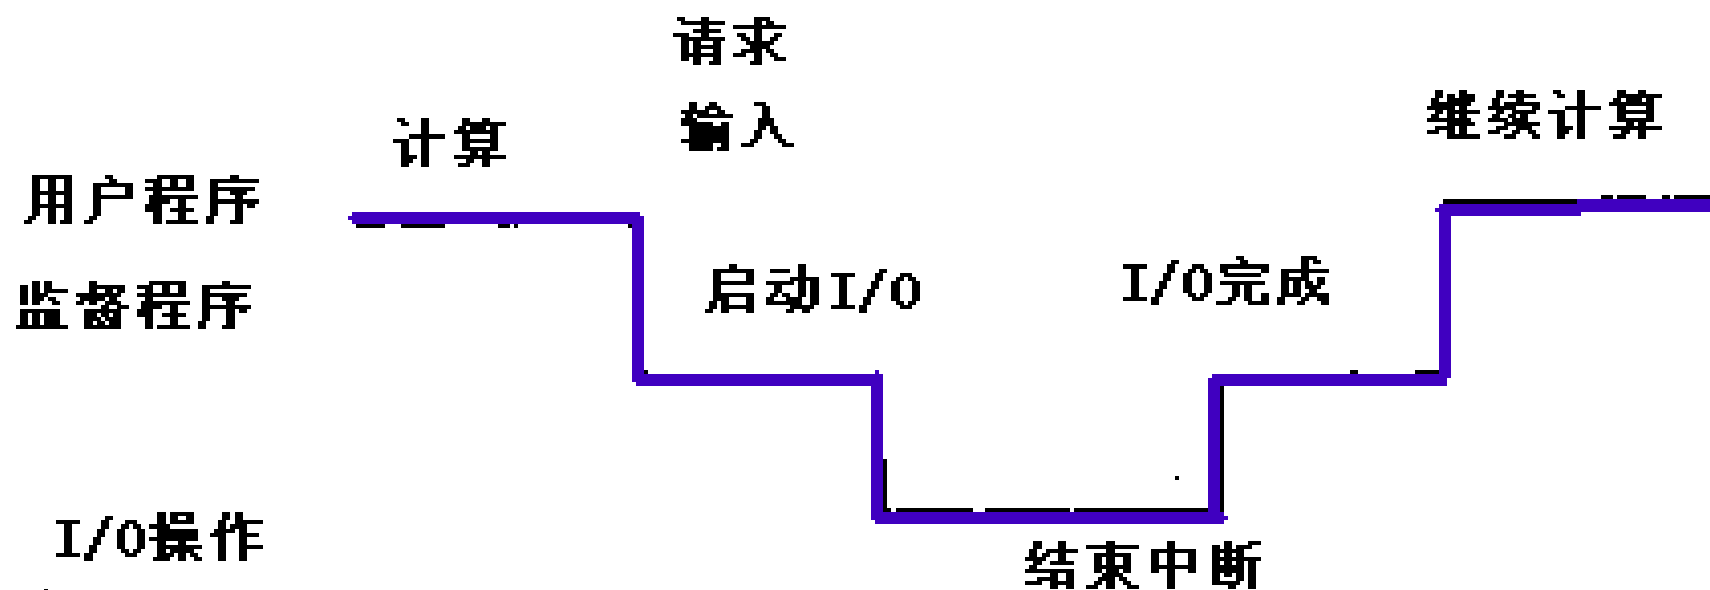 请求
输入
计算
继续计算
用户程序
监督程序
启动I/O
I/O完成
I/O操作
结束中断